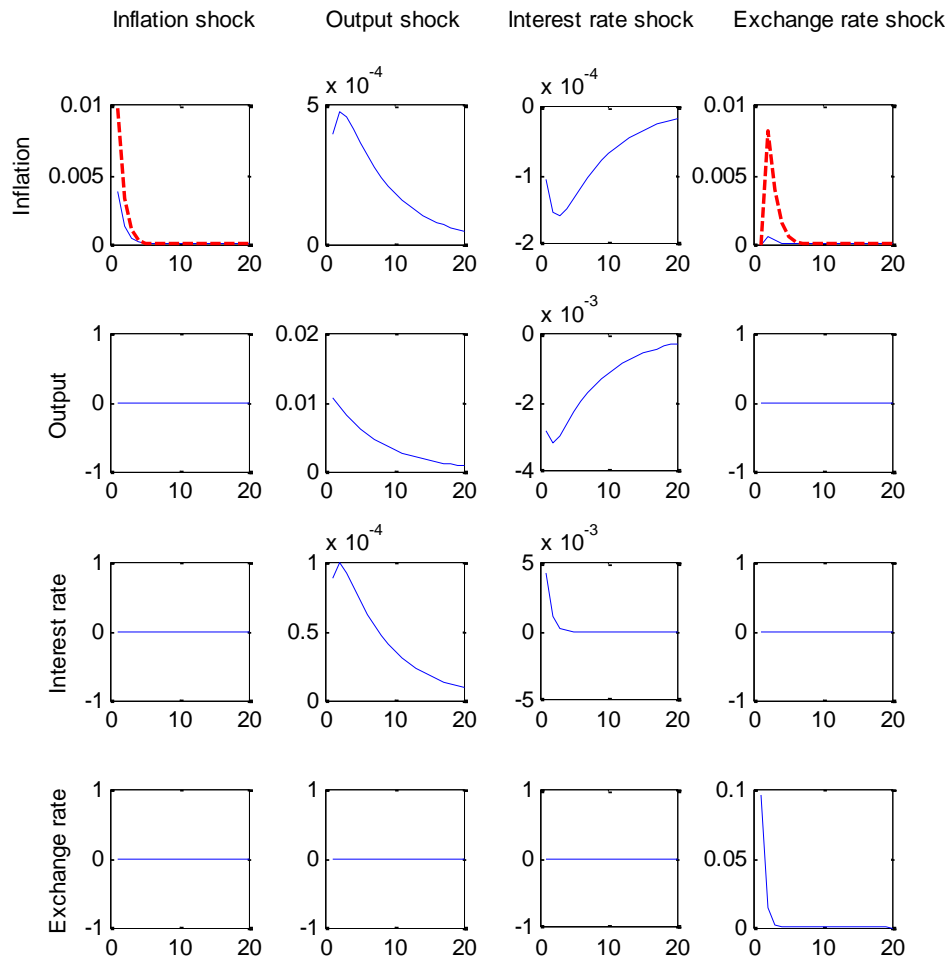 Inflation shock Output shock Interest rate shock Exchange rate shock
x 10-4 x 10-4
0.01 5 0 0.01
Inflation
0.005 -1 0.005
0 0 -2 0
0 10 20 0 10 20 0 10 20 0 10 20
x 10-3
1 0.02 0 1
Output
0 0.01 -2 0
-1 0 -4 -1
0 10 20 0 10 20 0 10 20 0 10 20
x 10-4 x 10-3
1 1 5 1
Interest rate
0 0.5 0 0
-1 0 -5 -1
0 10 20 0 10 20 0 10 20 0 10 20
1 1 1 0.1
Exchange rate
0 0 0 0.05
-1 -1 -1 0
0 10 20 0 10 20 0 10 20 0 10 20